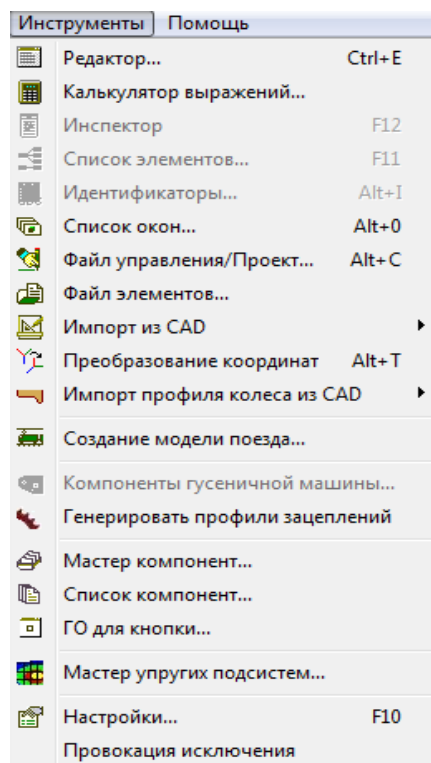 Инструменты Помощь
Редактор... Ctrl+E
Калькулятор выражений...
Инспектор F12
Список элементов... F11
Идентификаторы... Alt+I
Список окон... Alt+0
Файл управления/Проект... Alt+C
Файл элементов...
Импорт из CAD
Преобразование координат Alt+T
Импорт профиля колеса из CAD
Создание модели поезда...
Компоненты гусеничной машины...
Генерировать профили зацеплений
Мастер компонент...
Список компонент...
ГО для кнопки...
Мастер упругих подсистем...
Настройки... F10
Провокация исключения